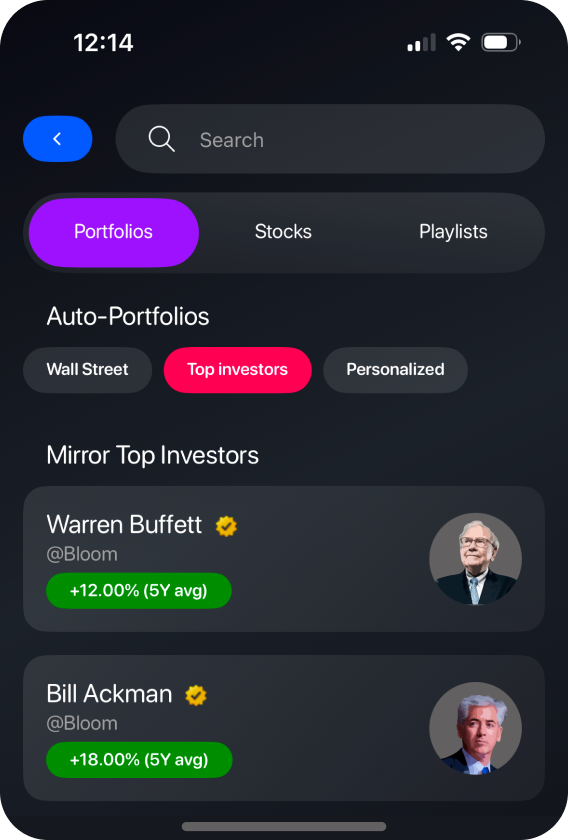 12:14
Search
Portfolios Stocks Playlists
Auto-Portfolios
Wall Street Top investors Personalized
Mirror Top Investors
Warren Buffett
@Bloom
+12.00% (5Y avg)
Bill Ackman
@Bloom
+18.00% (5Y avg)